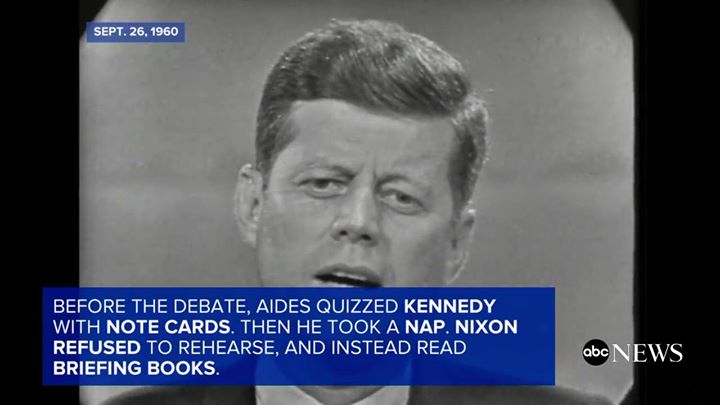 SEPT. 26, 1960
BEFORE THE DEBATE, AIDES QUIZZED KENNEDY
WITH NOTE CARDS. THEN HE TOOK A NAP. NIXON
REFUSED TO REHEARSE, AND INSTEAD READ
BRIEFING BOOKS.
abc NEWS